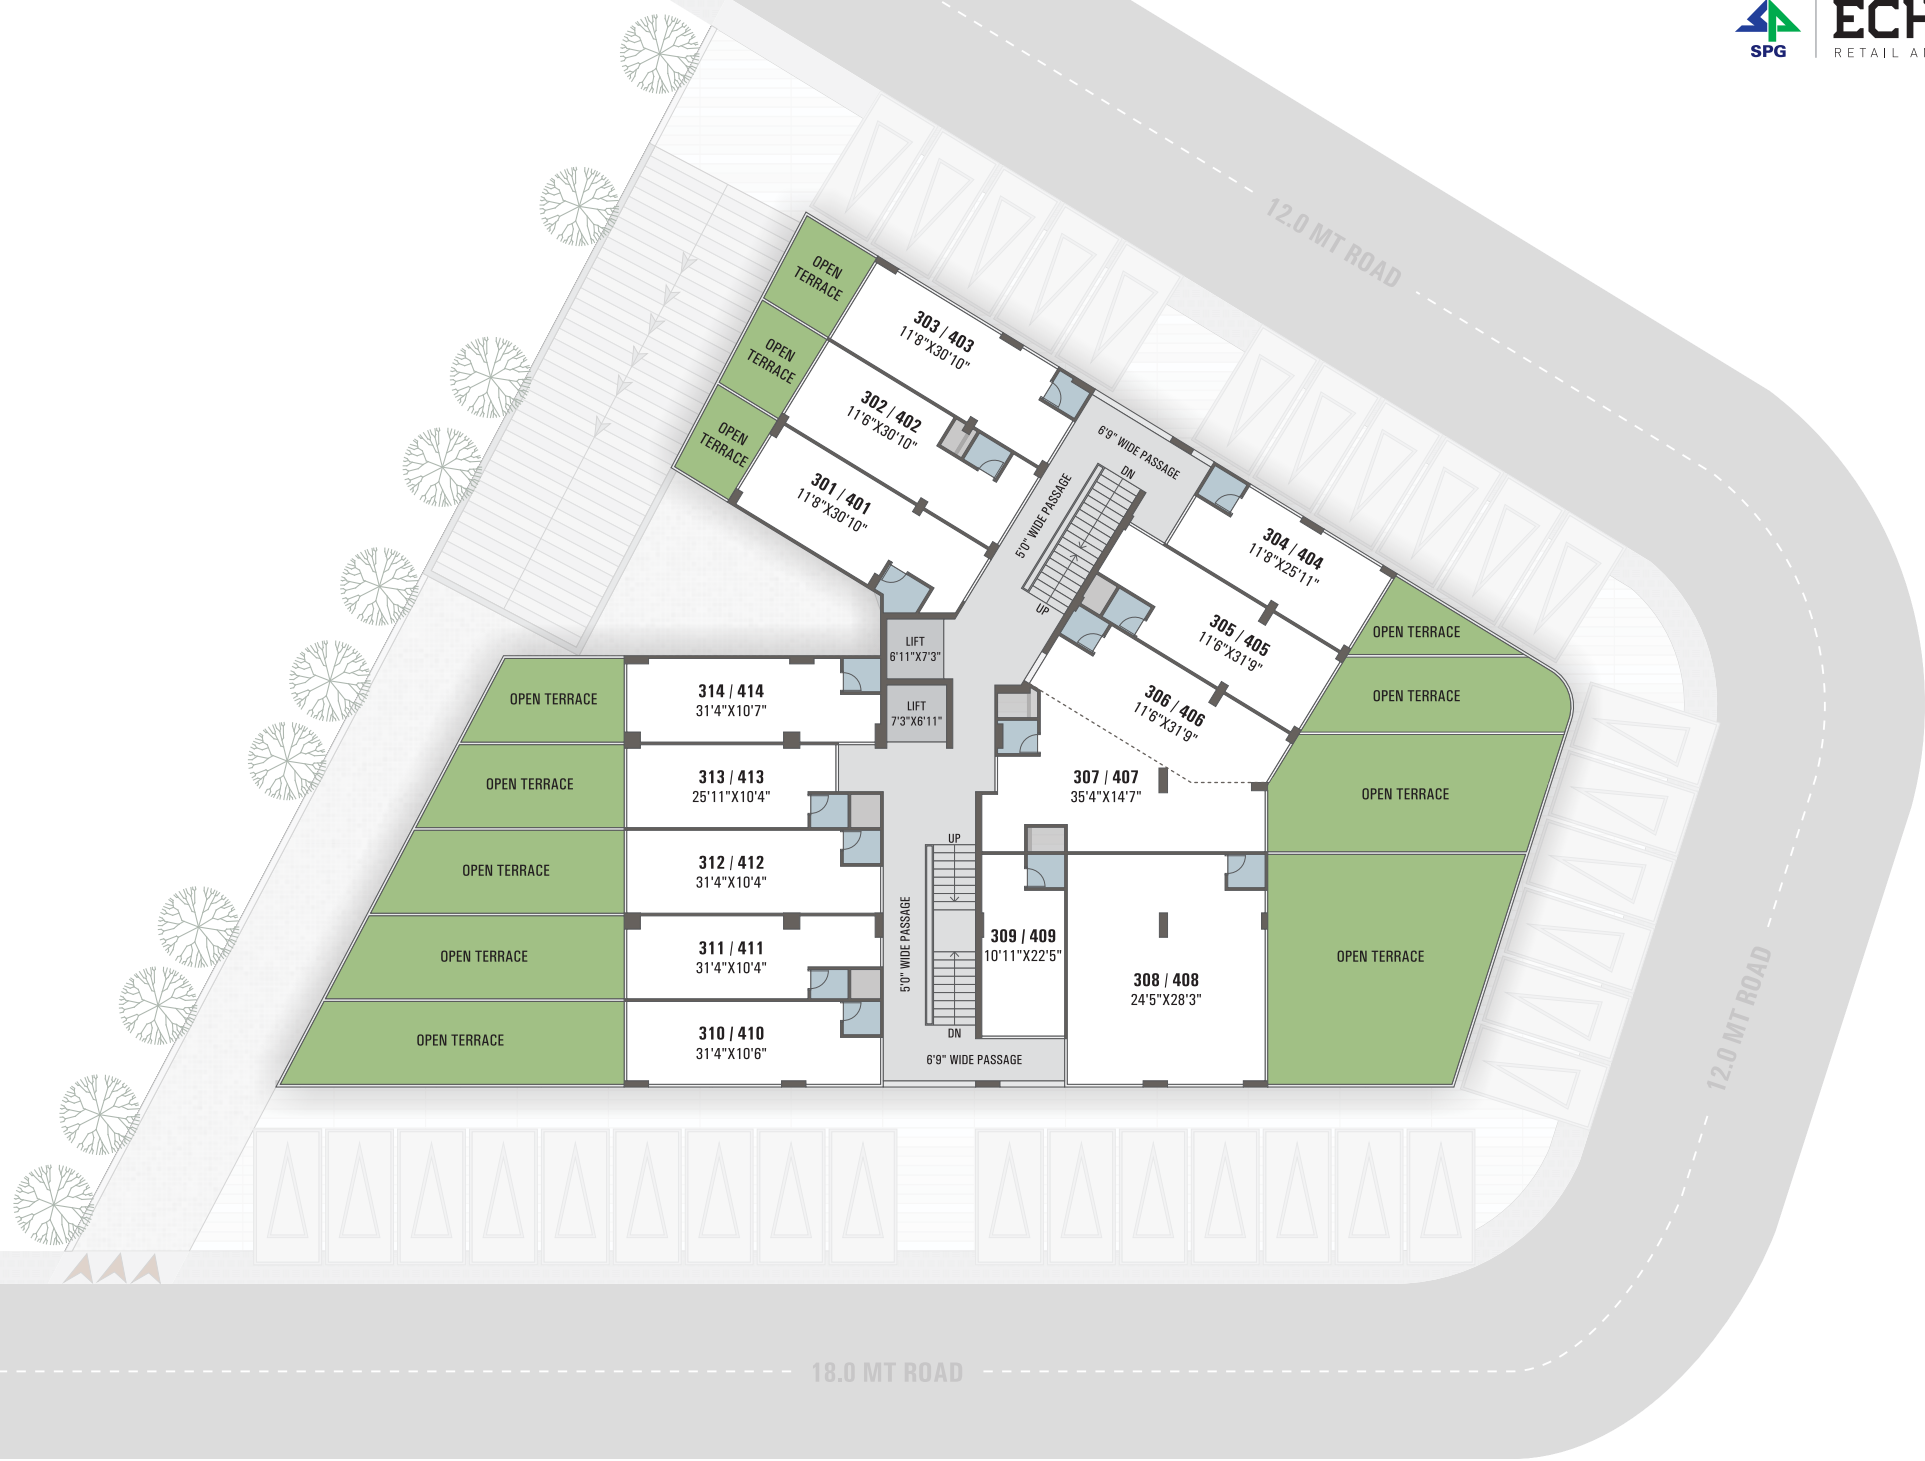 SPG
ECH
RETAIL A
12.0 MT ROAD
OPEN
TERRACE
303 / 403
11'8"X30'10"
OPEN
TERRACE
302 / 402
11'6"X30'10"
OPEN
TERRACE
301 / 401
11'8"X30'10"
6'9" WIDE PASSAGE
DN
5'0" WIDE PASSAGE
UP
304 / 404
11'8"X25'11"
OPEN TERRACE
305 / 405
11'6"X31'9"
OPEN TERRACE
306 / 406
11'6"X31'9"
LIFT
6'11"X7'3"
LIFT
7'3"X6'11"
OPEN TERRACE
314 / 414
31'4"X10'7"
OPEN TERRACE
313 / 413
25'11"X10'4"
307 / 407
35'4"X14'7"
OPEN TERRACE
OPEN TERRACE
312 / 412
31'4"X10'4"
UP
5'0" WIDE PASSAGE
OPEN TERRACE
311 / 411
31'4"X10'4"
309 / 409
10'11"X22'5"
308 / 408
24'5"X28'3"
OPEN TERRACE
OPEN TERRACE
310 / 410
31'4"X10'6"
DN
6'9" WIDE PASSAGE
12.0 MT ROAD
18.0 MT ROAD